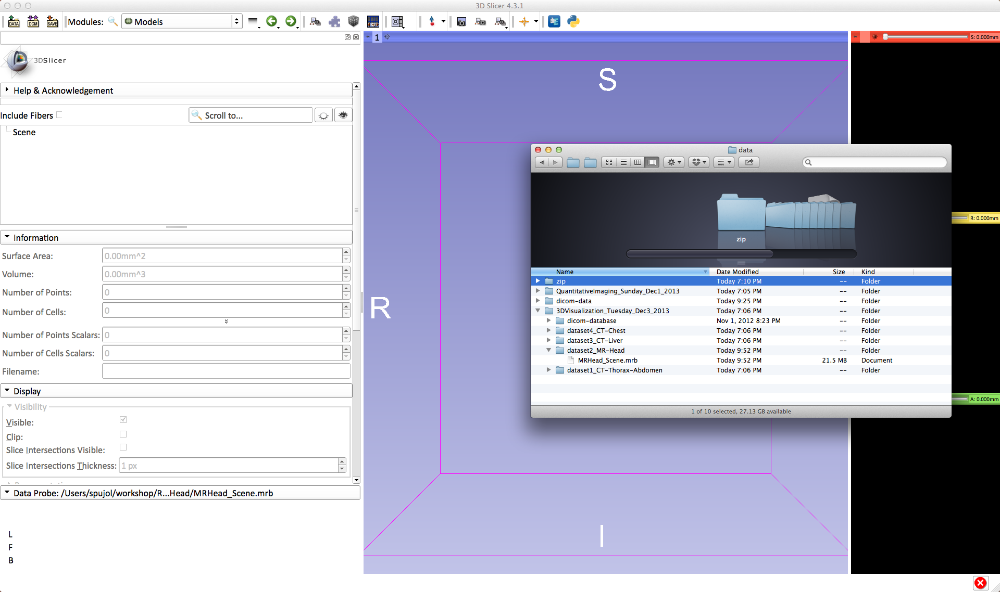 3D Slicer 4.3.1
DATA
DCM
SAVE
Modules:
Models
1
S: 0.000mm
3DSlicer
Help & Acknowledgement
Include Fibers
Scroll to...
Scene
Information
Surface Area:
0.00mm^2
Volume:
0.00mm^3
Number of Points:
0
Number of Cells:
0
Number of Points Scalars:
0
Number of Cells Scalars:
0
Filename:
Display
Visibility
Visible:
Clip:
Slice Intersections Visible:
Slice Intersections Thickness:
1 px
Data Probe: /Users/spujol/workshop/R...Head/MRHead_Scene.mrb
L
F
B
S
R
I
data
zip
Name Date Modified Size Kind
zip Today 7:10 PM -- Folder
QuantitativeImaging_Sunday_Dec1_2013 Today 7:05 PM -- Folder
dicom-data Today 9:25 PM -- Folder
3DVisualization_Tuesday_Dec3_2013 Today 7:06 PM -- Folder
dicom-database Nov 1, 2012 8:23 PM -- Folder
dataset4_CT-Chest Today 7:06 PM -- Folder
dataset3_CT-Liver Today 7:06 PM -- Folder
dataset2_MR-Head Today 9:52 PM -- Folder
MRHead_Scene.mrb Today 9:52 PM 21.5 MB Document
dataset1_CT-Thorax-Abdomen Today 7:06 PM -- Folder
1 of 10 selected, 27.13 GB available
R: 0.000mm
A: 0.000mm